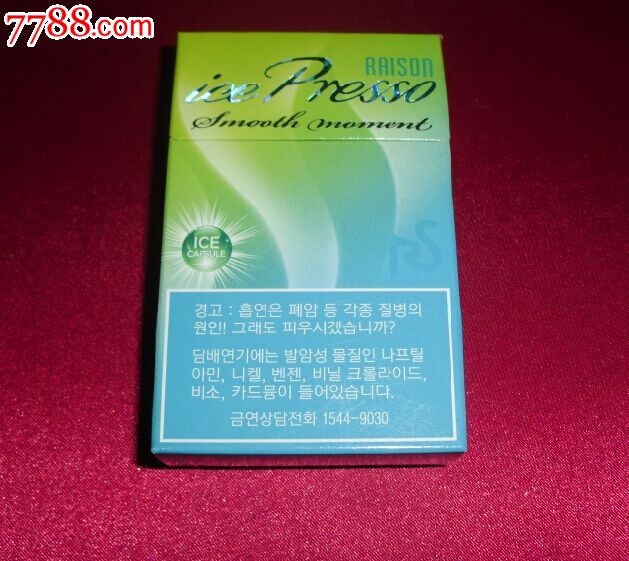 7788.com
RAISON
ice Presso
Smooth moment
ICE
CAPSULE
경고 : 흡연은 폐암 등 각종 질병의
원인! 그래도 피우시겠습니까?
담배연기에는 발암성 물질인 나프틸
아민, 니켈, 벤젠, 비닐 크롤라이드,
비소, 카드뮴이 들어있습니다.
금연상담전화 1544-9030